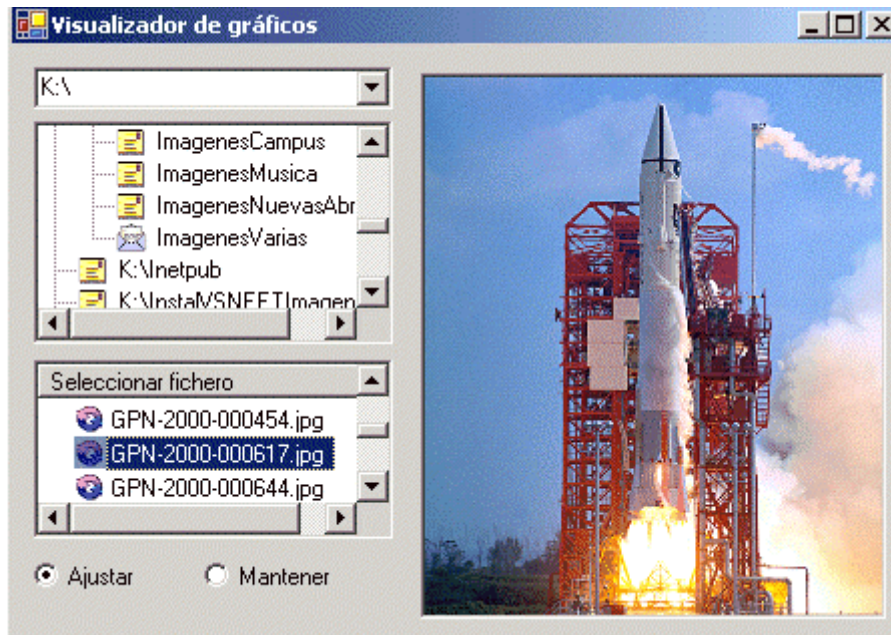 Visualizador de gráficos
K:\
ImagenesCampus
ImagenesMusica
ImagenesNuevasAbr
ImagenesVarias
K:\Inetpub
Seleccionar fichero
GPN-2000-000454.jpg
GPN-2000-000617.jpg
GPN-2000-000644.jpg
Ajustar
Mantener